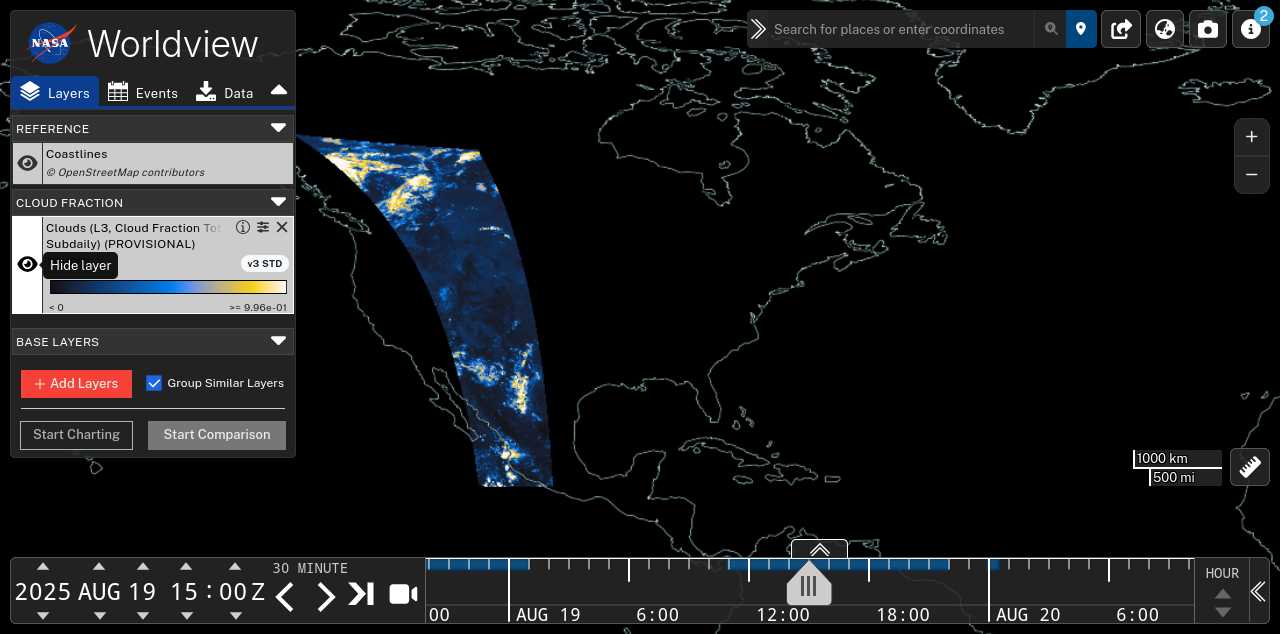 NASA Worldview
Search for places or enter coordinates
2
Layers Events Data
REFERENCE
Coastlines
© OpenStreetMap contributors
CLOUD FRACTION
Clouds (L3, Cloud Fraction Tot
Subdaily) (PROVISIONAL)
Hide layer
v3 STD
< 0 >= 9.96e-01
BASE LAYERS
+ Add Layers Group Similar Layers
Start Charting Start Comparison
+
−
1000 km
500 mi
2025 AUG 19 15:00 Z
30 MINUTE
00 AUG 19 6:00 12:00 18:00 AUG 20 6:00
HOUR